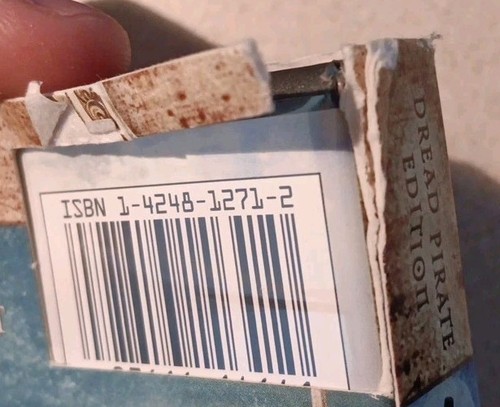 ISBN 1-4248-1271-2
DREAD PIRATE
EDITION